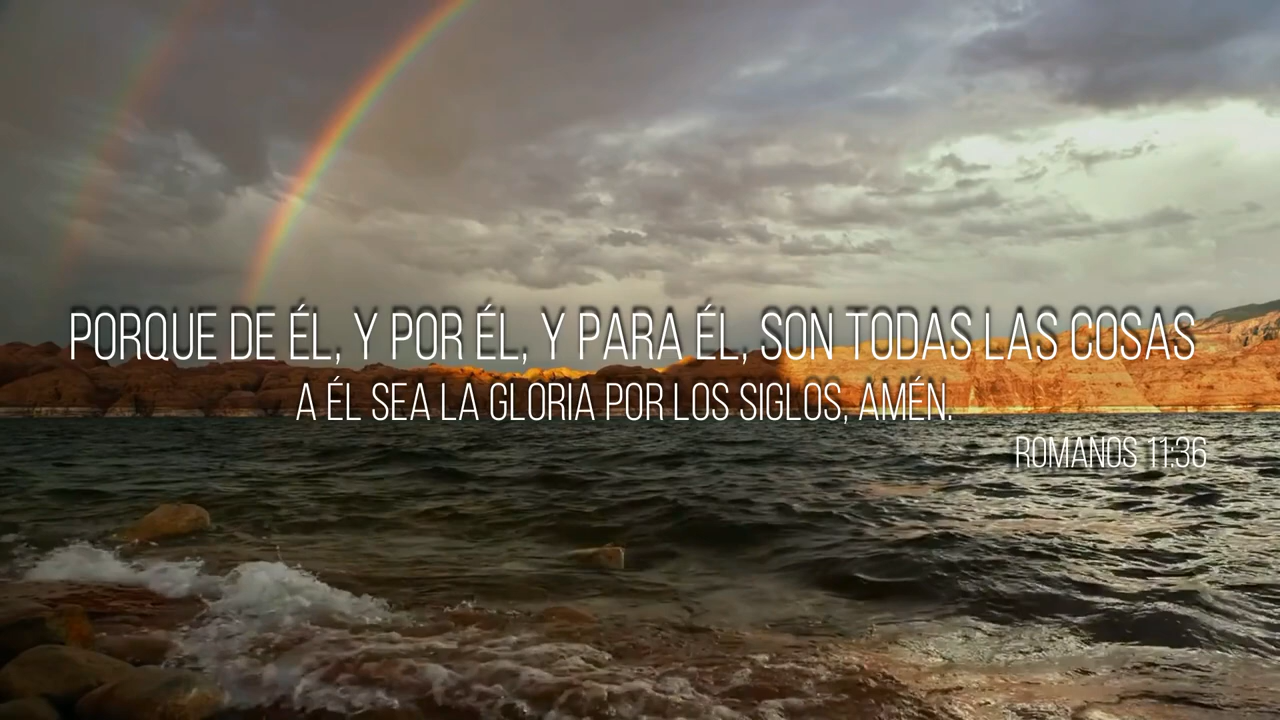 PORQUE DE ÉL, Y POR ÉL, Y PARA ÉL, SON TODAS LAS COSAS
A ÉL SEA LA GLORIA POR LOS SIGLOS, AMÉN.
ROMANOS 11:36